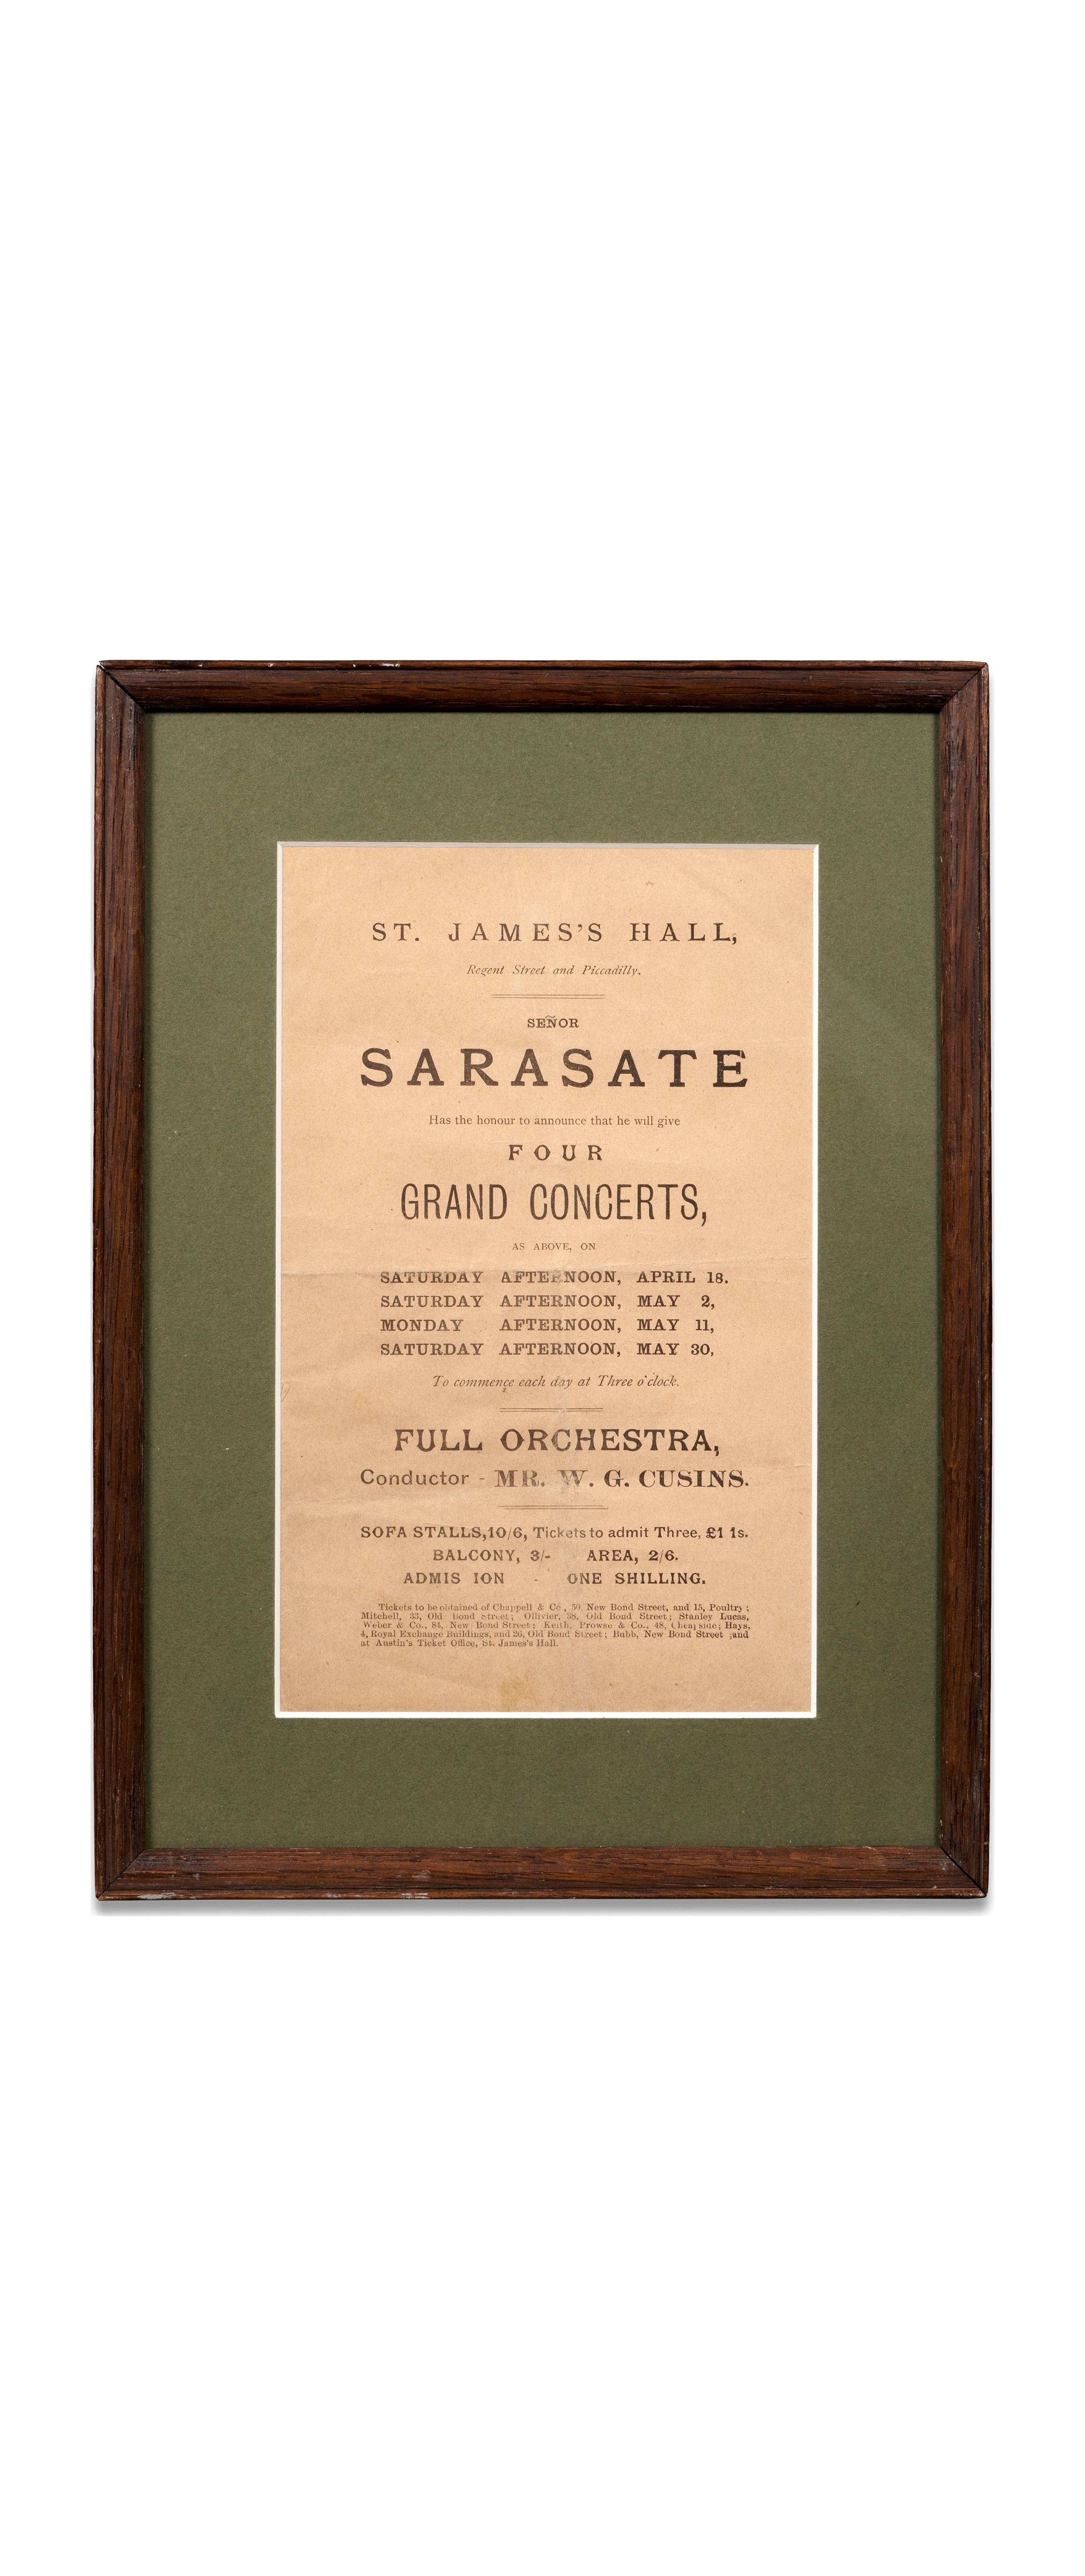 ST. JAMES'S HALL,
Regent Street and Piccadilly.
SEÑOR
SARASATE
Has the honour to announce that he will give
FOUR
GRAND CONCERTS,
AS ABOVE, ON
SATURDAY AFTERNOON, APRIL 18.
SATURDAY AFTERNOON, MAY 2,
MONDAY AFTERNOON, MAY 11,
SATURDAY AFTERNOON, MAY 30,
To commence each day at Three o'clock.
FULL ORCHESTRA,
Conductor - MR. W. G. CUSINS.
SOFA STALLS, 10/6, Tickets to admit Three, £1 1s.
BALCONY, 3/- AREA, 2/6.
ADMIS ION - ONE SHILLING.
Tickets to be obtained of Chappell & Co., 50, New Bond Street, and 15, Poultry;
Mitchell, 33, Old Bond Street; Ollivier, 38, Old Bond Street; Stanley Lucas,
Weber & Co., 84, New Bond Street; Keith, Prowse & Co., 48, Cheapside; Hays,
4, Royal Exchange Buildings, and 26, Old Bond Street; Bubb, New Bond Street ;and
at Austin's Ticket Office, St. James's Hall.